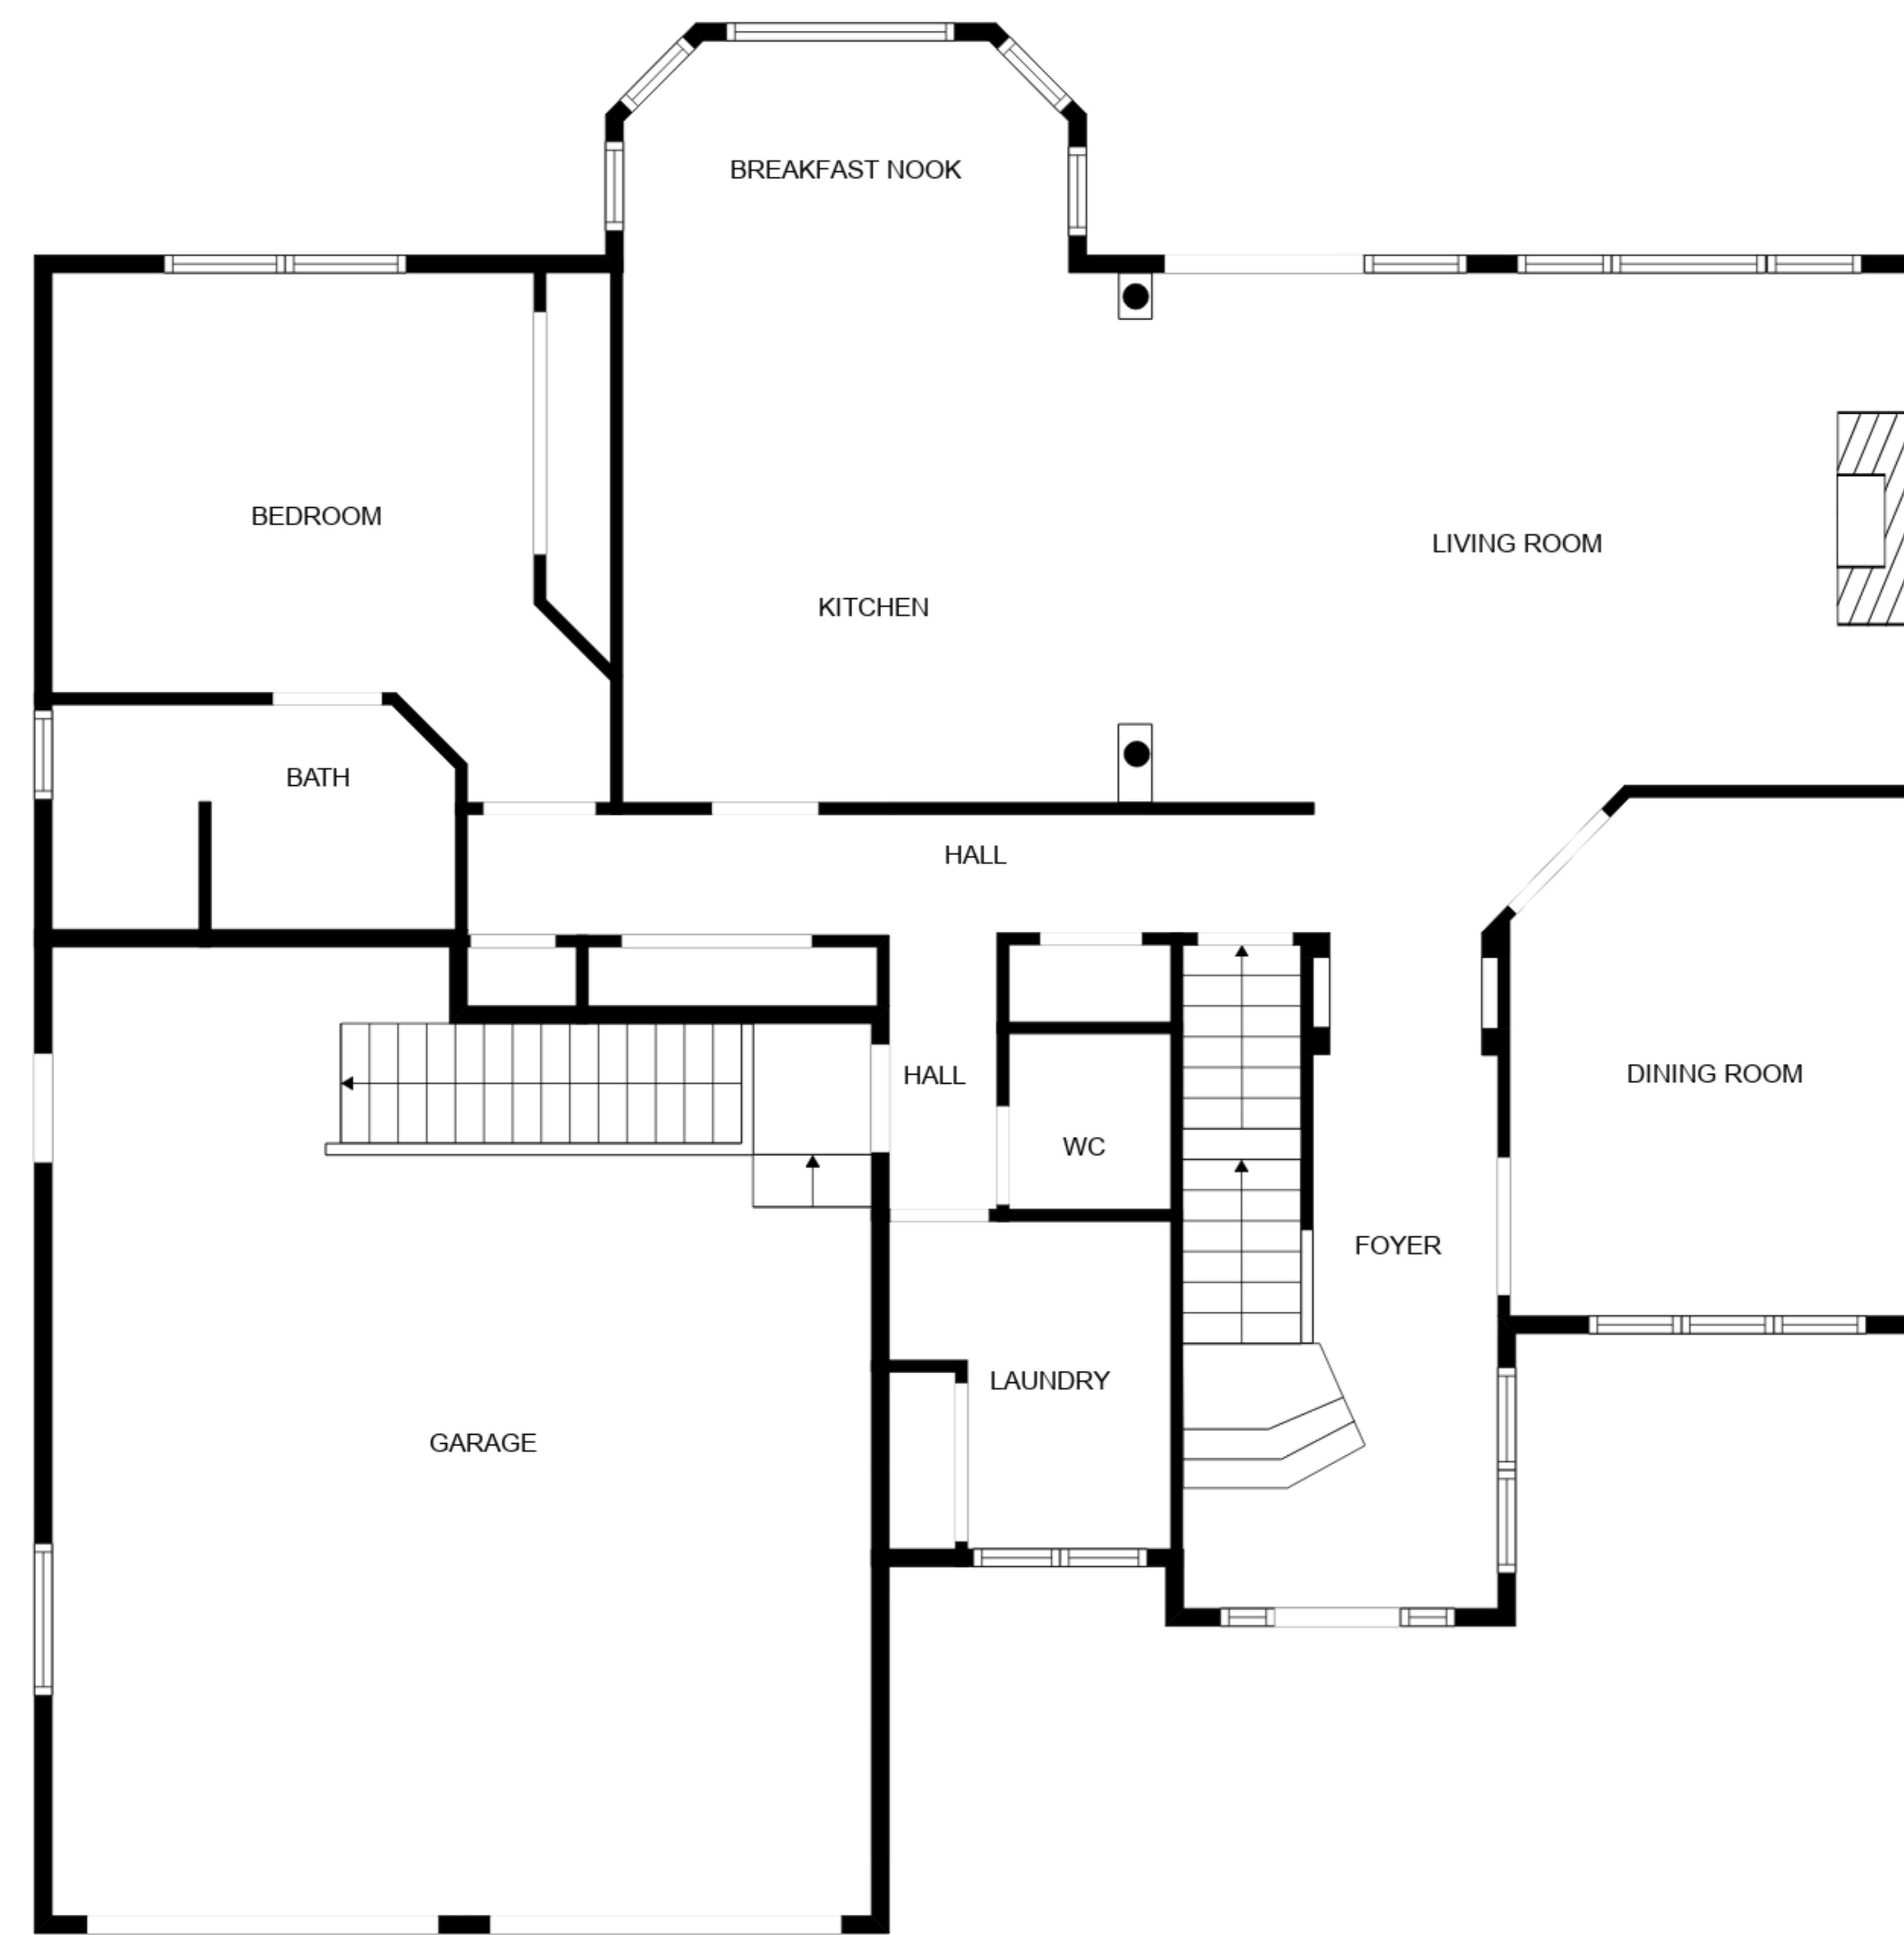 BREAKFAST NOOK
BEDROOM
LIVING ROOM
KITCHEN
BATH
HALL
HALL
DINING ROOM
WC
FOYER
LAUNDRY
GARAGE